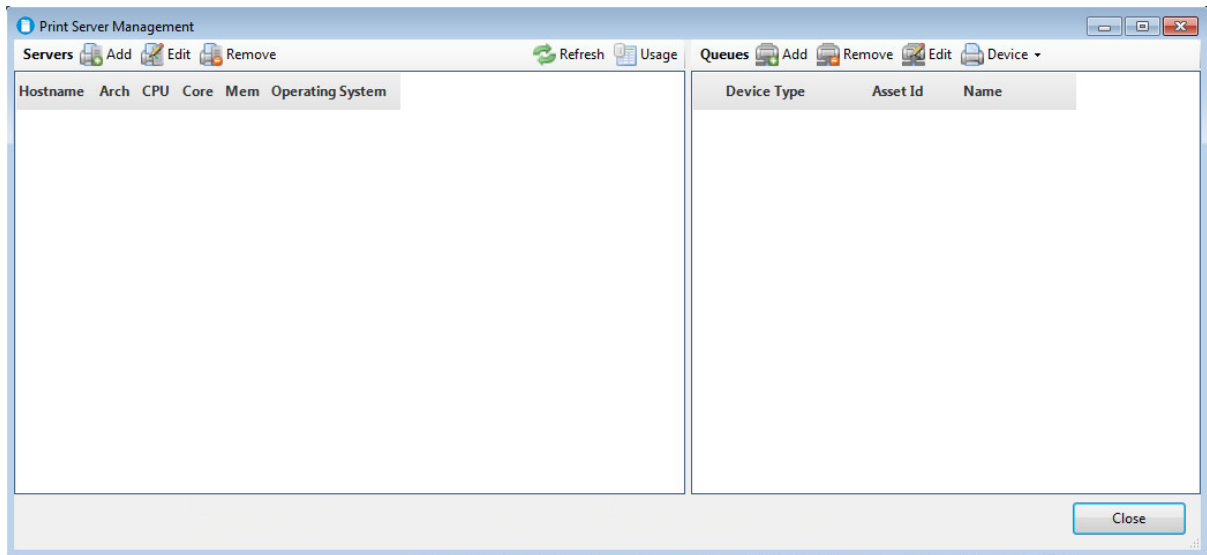 Print Server Management
Servers Add Edit Remove Refresh Usage Queues Add Remove Edit Device
Hostname Arch CPU Core Mem Operating System Device Type Asset Id Name
Close